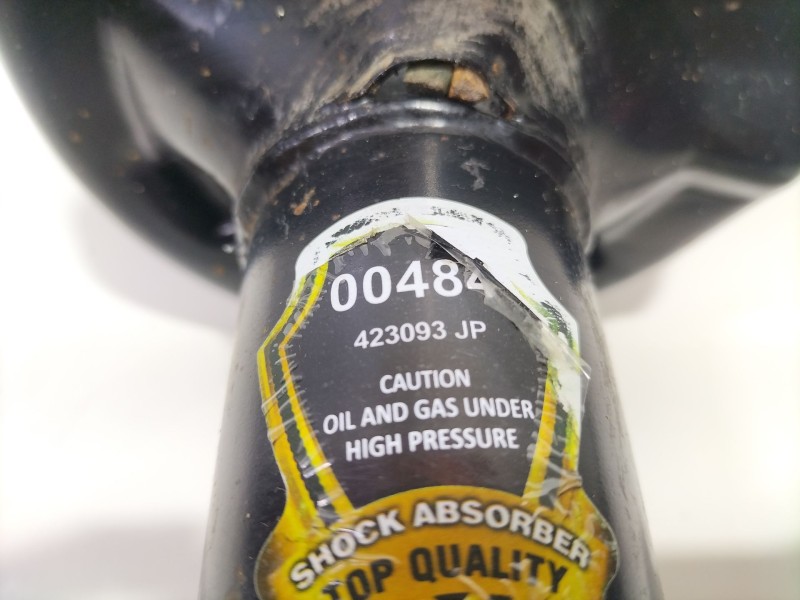 00484
423093 JP
CAUTION
OIL AND GAS UNDER
HIGH PRESSURE
SHOCK ABSORBER
TOP QUALITY